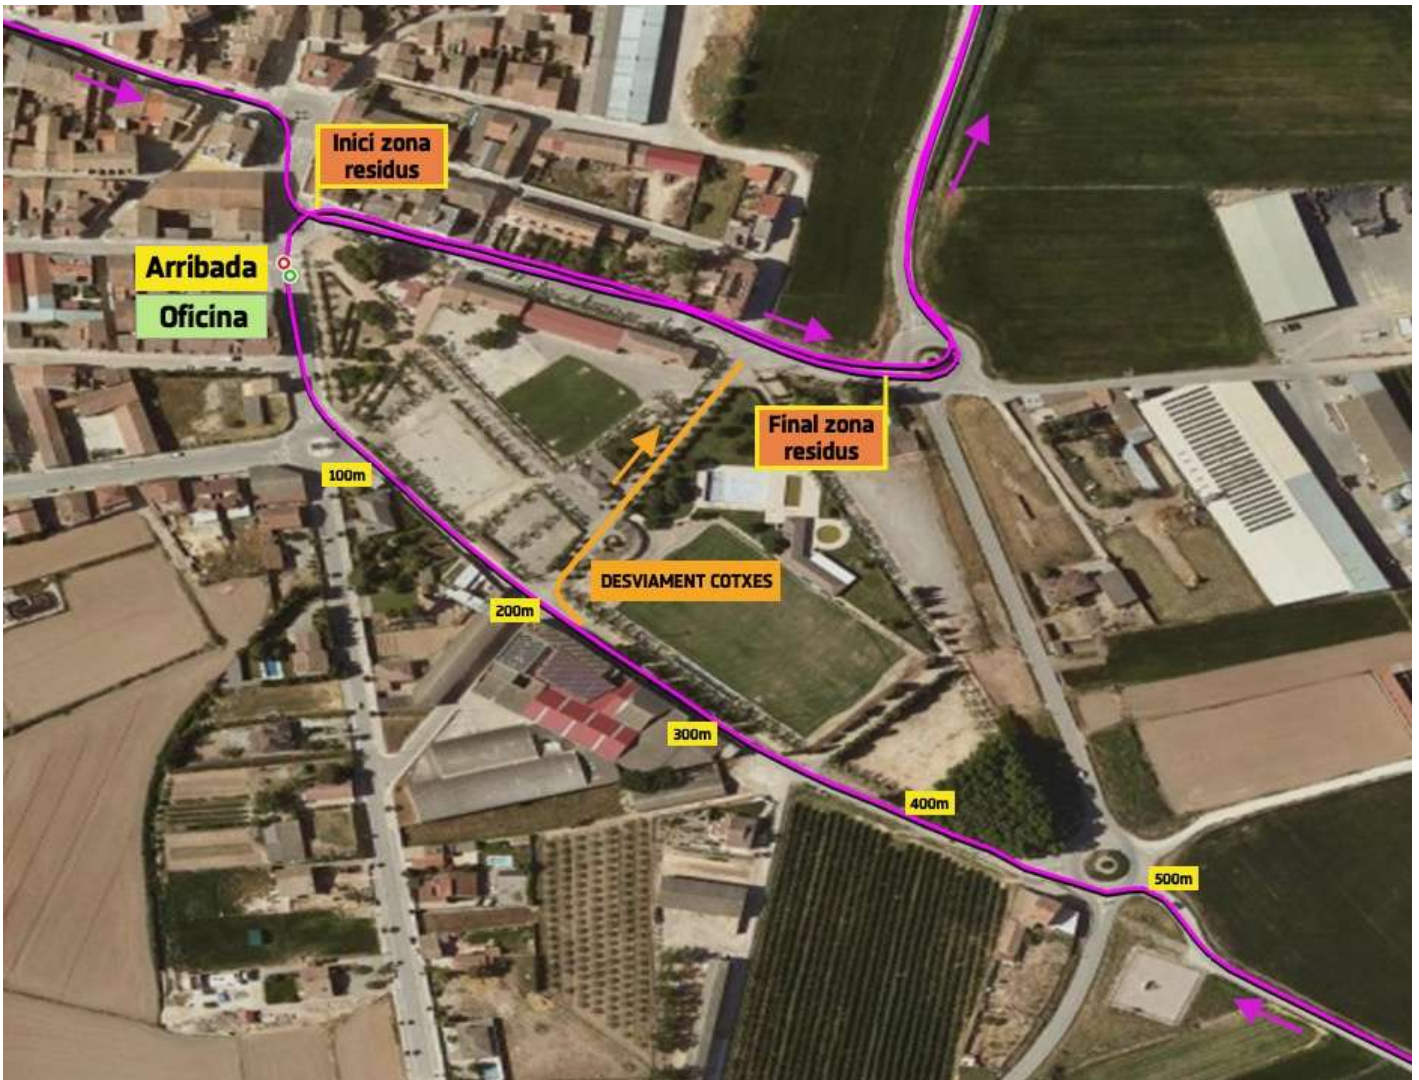 Inici zona
residus
Arribada
Oficina
Final zona
residus
100m
DESVIAMENT COTXES
200m
300m
400m
500m